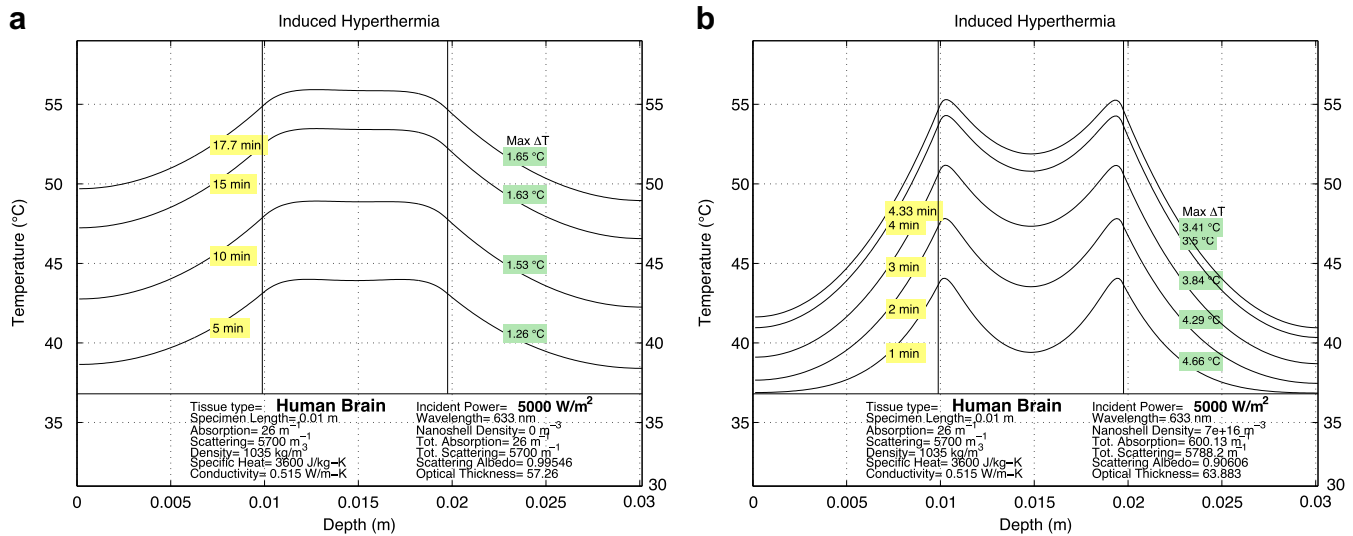 a
Induced Hyperthermia
Temperature (°C)
55
50
45
40
35
55
50
45
40
35
30
17.7 min
15 min
10 min
5 min
Max ΔT
1.65 °C
1.63 °C
1.53 °C
1.26 °C
Tissue type= Human Brain
Specimen Length= 0.01 m
Absorption= 26 m−1
Scattering= 5700 m−1
Density= 1035 kg/m3
Specific Heat= 3600 J/kg−K
Conductivity= 0.515 W/m−K
Incident Power= 5000 W/m2
Wavelength= 633 nm
Nanoshell Density= 0 m−3
Tot. Absorption= 26 m−1
Tot. Scattering= 5700 m−1
Scattering Albedo= 0.99546
Optical Thickness= 57.26
0
0.005
0.01
0.015
0.02
0.025
0.03
Depth (m)
b
Induced Hyperthermia
Temperature (°C)
55
50
45
40
35
55
50
45
40
35
30
4.33 min
4 min
3 min
2 min
1 min
Max ΔT
3.41 °C
3.5 °C
3.84 °C
4.29 °C
4.66 °C
Tissue type= Human Brain
Specimen Length= 0.01 m
Absorption= 26 m−1
Scattering= 5700 m−1
Density= 1035 kg/m3
Specific Heat= 3600 J/kg−K
Conductivity= 0.515 W/m−K
Incident Power= 5000 W/m2
Wavelength= 633 nm
Nanoshell Density= 7e+16 m−3
Tot. Absorption= 600.13 m−1
Tot. Scattering= 5788.2 m−1
Scattering Albedo= 0.90606
Optical Thickness= 63.883
0
0.005
0.01
0.015
0.02
0.025
0.03
Depth (m)